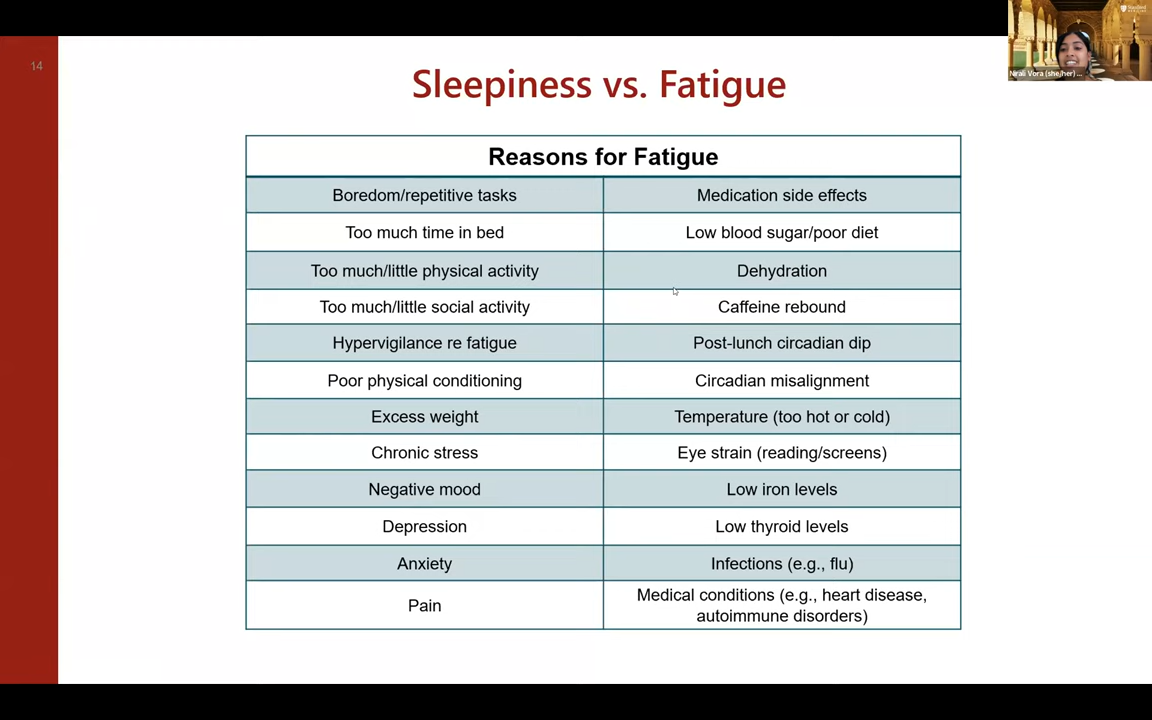 14
Sleepiness vs. Fatigue
Reasons for Fatigue
Boredom/repetitive tasks
Medication side effects
Too much time in bed
Low blood sugar/poor diet
Too much/little physical activity
Dehydration
Too much/little social activity
Caffeine rebound
Hypervigilance re fatigue
Post-lunch circadian dip
Poor physical conditioning
Circadian misalignment
Excess weight
Temperature (too hot or cold)
Chronic stress
Eye strain (reading/screens)
Negative mood
Low iron levels
Depression
Low thyroid levels
Anxiety
Infections (e.g., flu)
Pain
Medical conditions (e.g., heart disease,
autoimmune disorders)
Nirali Vora (she/her) ...
Stanford